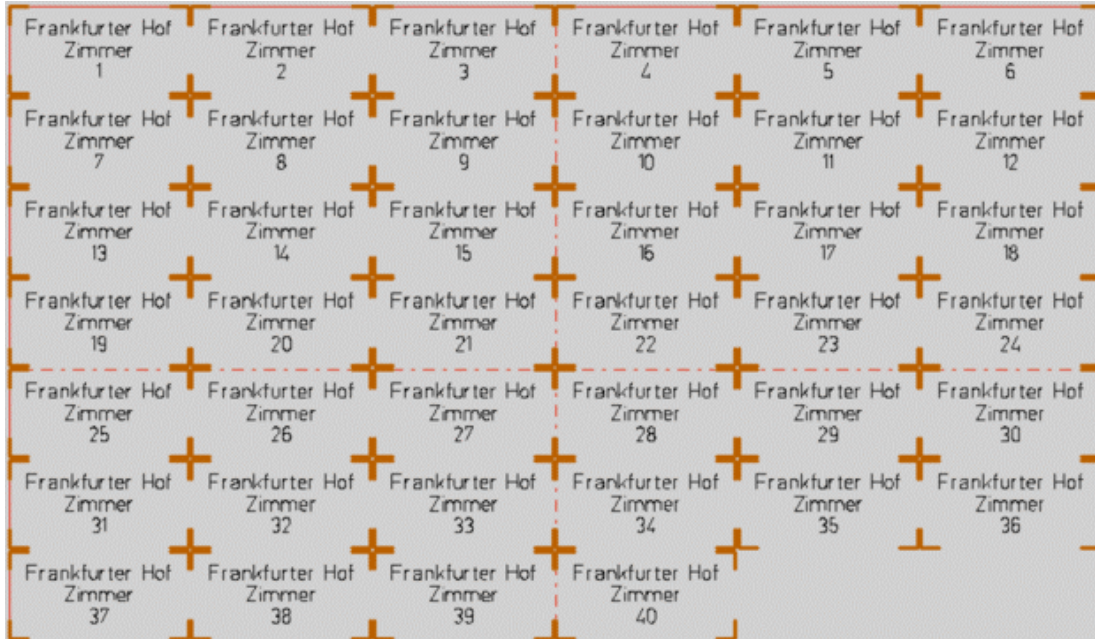 Frankfurter Hof Frankfurter Hof Frankfurter Hof Frankfurter Hof Frankfurter Hof Frankfurter Hof
Zimmer Zimmer Zimmer Zimmer Zimmer Zimmer
1 2 3 4 5 6
Frankfurter Hof Frankfurter Hof Frankfurter Hof Frankfurter Hof Frankfurter Hof Frankfurter Hof
Zimmer Zimmer Zimmer Zimmer Zimmer Zimmer
7 8 9 10 11 12
Frankfurter Hof Frankfurter Hof Frankfurter Hof Frankfurter Hof Frankfurter Hof Frankfurter Hof
Zimmer Zimmer Zimmer Zimmer Zimmer Zimmer
13 14 15 16 17 18
Frankfurter Hof Frankfurter Hof Frankfurter Hof Frankfurter Hof Frankfurter Hof Frankfurter Hof
Zimmer Zimmer Zimmer Zimmer Zimmer Zimmer
19 20 21 22 23 24
Frankfurter Hof Frankfurter Hof Frankfurter Hof Frankfurter Hof Frankfurter Hof Frankfurter Hof
Zimmer Zimmer Zimmer Zimmer Zimmer Zimmer
25 26 27 28 29 30
Frankfurter Hof Frankfurter Hof Frankfurter Hof Frankfurter Hof Frankfurter Hof Frankfurter Hof
Zimmer Zimmer Zimmer Zimmer Zimmer Zimmer
31 32 33 34 35 36
Frankfurter Hof Frankfurter Hof Frankfurter Hof Frankfurter Hof
Zimmer Zimmer Zimmer Zimmer
37 38 39 40